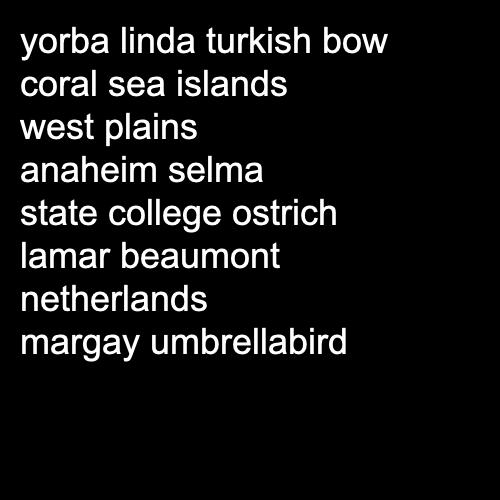 yorba linda turkish bow
coral sea islands
west plains
anaheim selma
state college ostrich
lamar beaumont
netherlands
margay umbrellabird